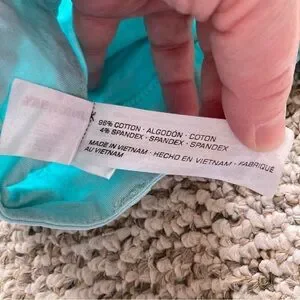 96% COTTON · ALGODÓN · COTON
4% SPANDEX · SPANDEX · SPANDEX
MADE IN VIETNAM · HECHO EN VIETNAM · FABRIQUÉ
AU VIETNAM